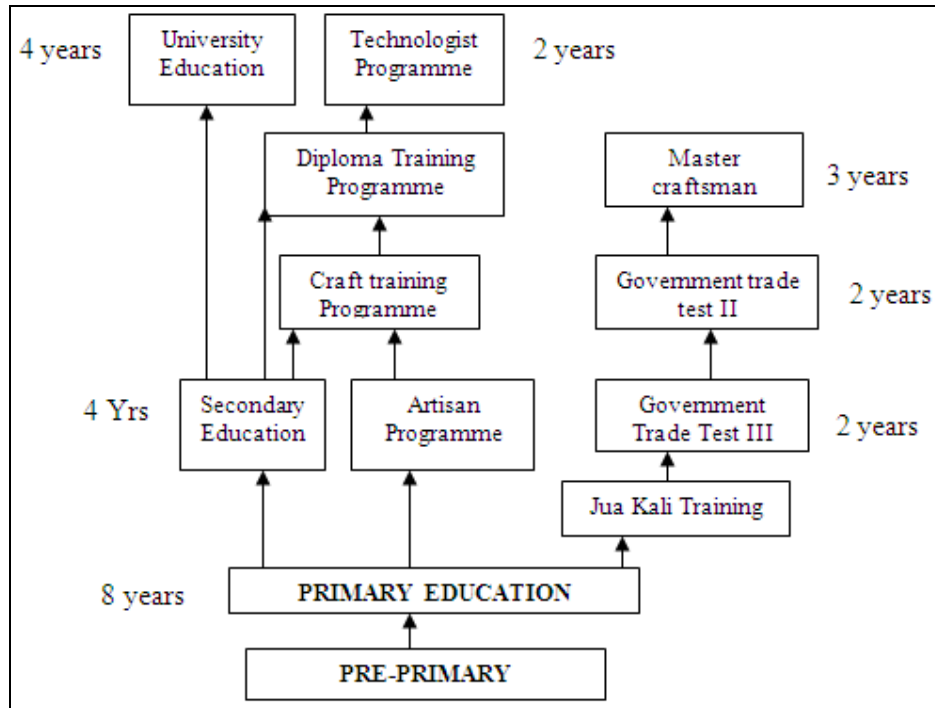 4 years
University
Education
Technologist
Programme
2 years
Diploma Training
Programme
Master
craftsman
3 years
Craft training
Programme
Government trade
test II
2 years
4 Yrs
Secondary
Education
Artisan
Programme
Government
Trade Test III
2 years
Jua Kali Training
8 years
PRIMARY EDUCATION
PRE-PRIMARY